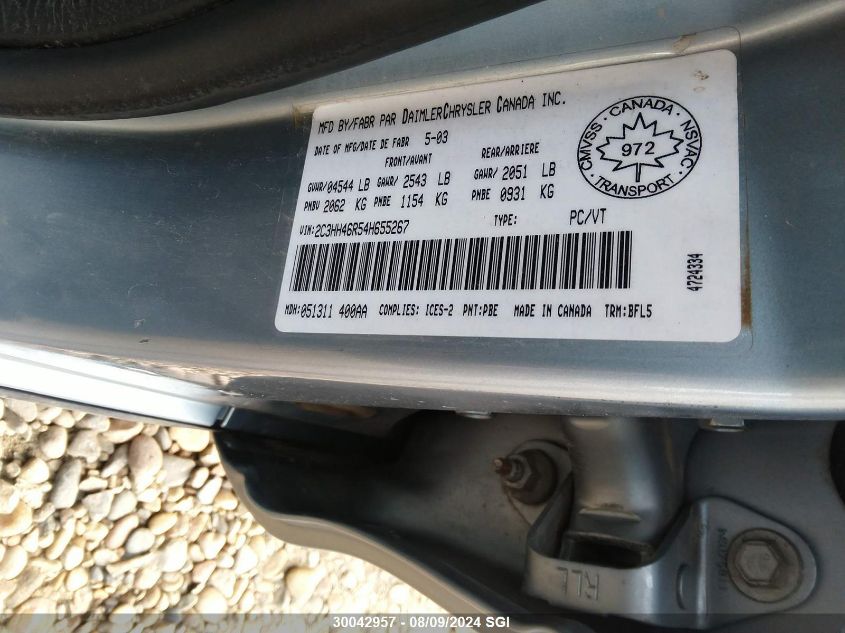 MFD BY/FABR PAR DAIMLERCHRYSLER CANADA INC.
DATE OF MFG/DATE DE FABR 5-03
FRONT/AVANT REAR/ARRIERE
GVWR/04544 LB GAWR/ 2543 LB GAWR/ 2051 LB
PNBV 2062 KG PNBE 1154 KG PNBE 0931 KG
VIN:2C3HH46R54H655267 TYPE: PC/VT
MDH:051311 400AA COMPLIES: ICES-2 PNT:PBE MADE IN CANADA TRM:BFL5
4724334
CMVSS · CANADA · NSVAC
972
TRANSPORT
RLL
30042957 - 08/09/2024 SGI